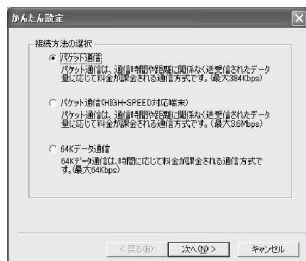 かんたん設定
接続方法の選択
パケット通信
パケット通信は、通信時間や距離に関係なく送受信されたデータ
量に応じて料金が課金される通信方式です。(最大384Kbps)
パケット通信(HIGH-SPEED対応端末)
パケット通信は、通信時間や距離に関係なく送受信されたデータ
量に応じて料金が課金される通信方式です。(最大3.6Mbps)
64Kデータ通信
64Kデータ通信は、時間に応じて料金が課金される通信方式で
す。(最大64Kbps)
< 戻る(B)
次へ(N) >
キャンセル